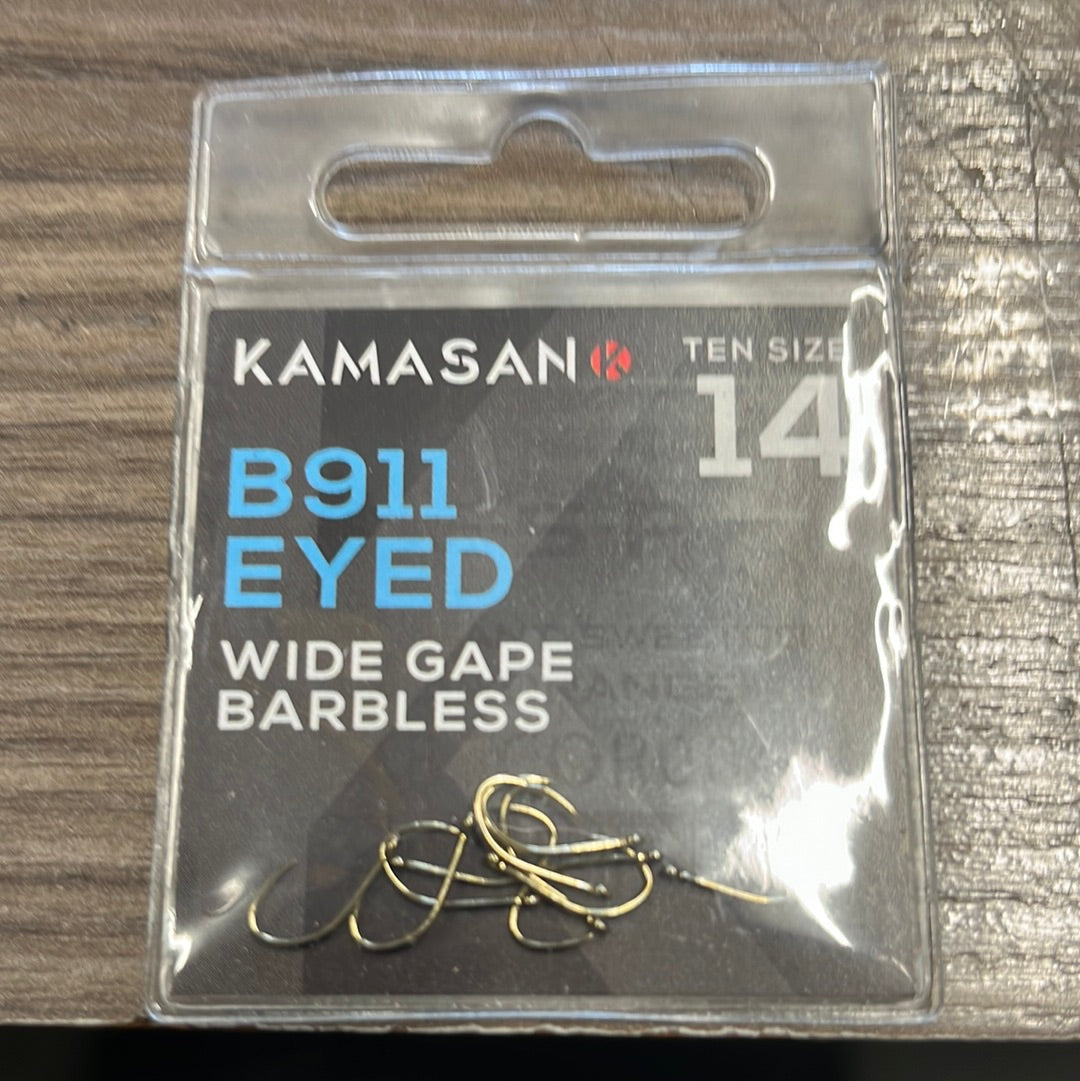 KAMASAN
TEN SIZE
14
B911
EYED
WIDE GAPE
BARBLESS